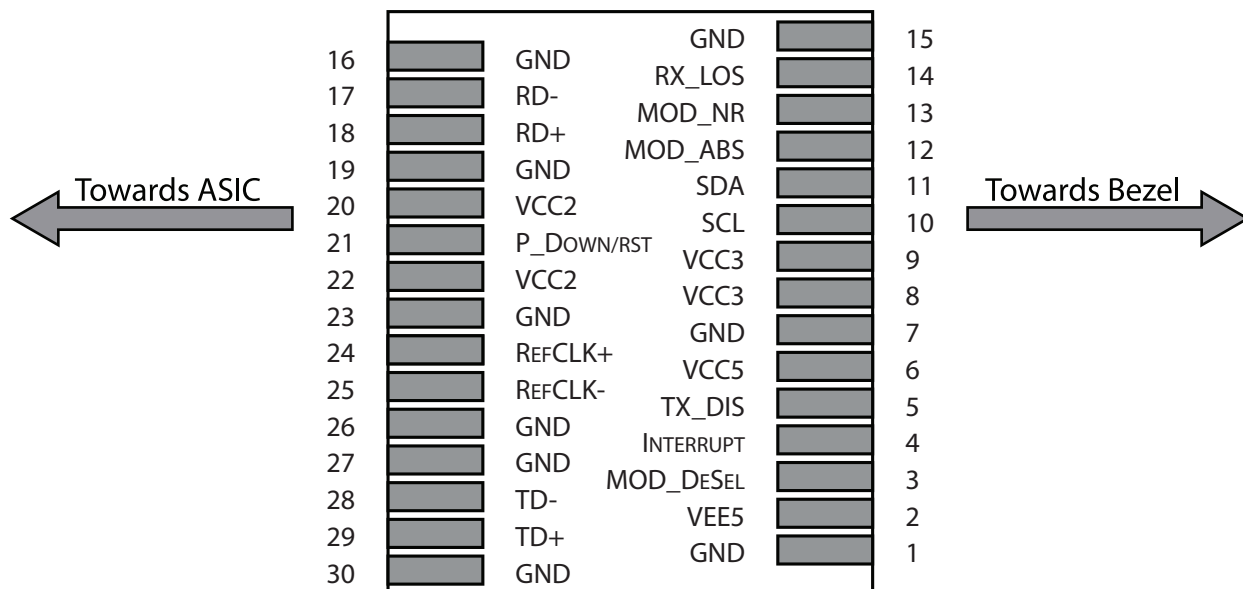 GND 15
16 GND
RX_LOS 14
17 RD-
MOD_NR 13
18 RD+
MOD_ABS 12
19 GND
SDA 11
Towards ASIC
Towards Bezel
20 VCC2
SCL 10
21 P_DOWN/RST
VCC3 9
22 VCC2
VCC3 8
23 GND
GND 7
24 REFCLK+
VCC5 6
25 REFCLK-
TX_DIS 5
26 GND
INTERRUPT 4
27 GND
MOD_DESEL 3
28 TD-
VEE5 2
29 TD+
GND 1
30 GND